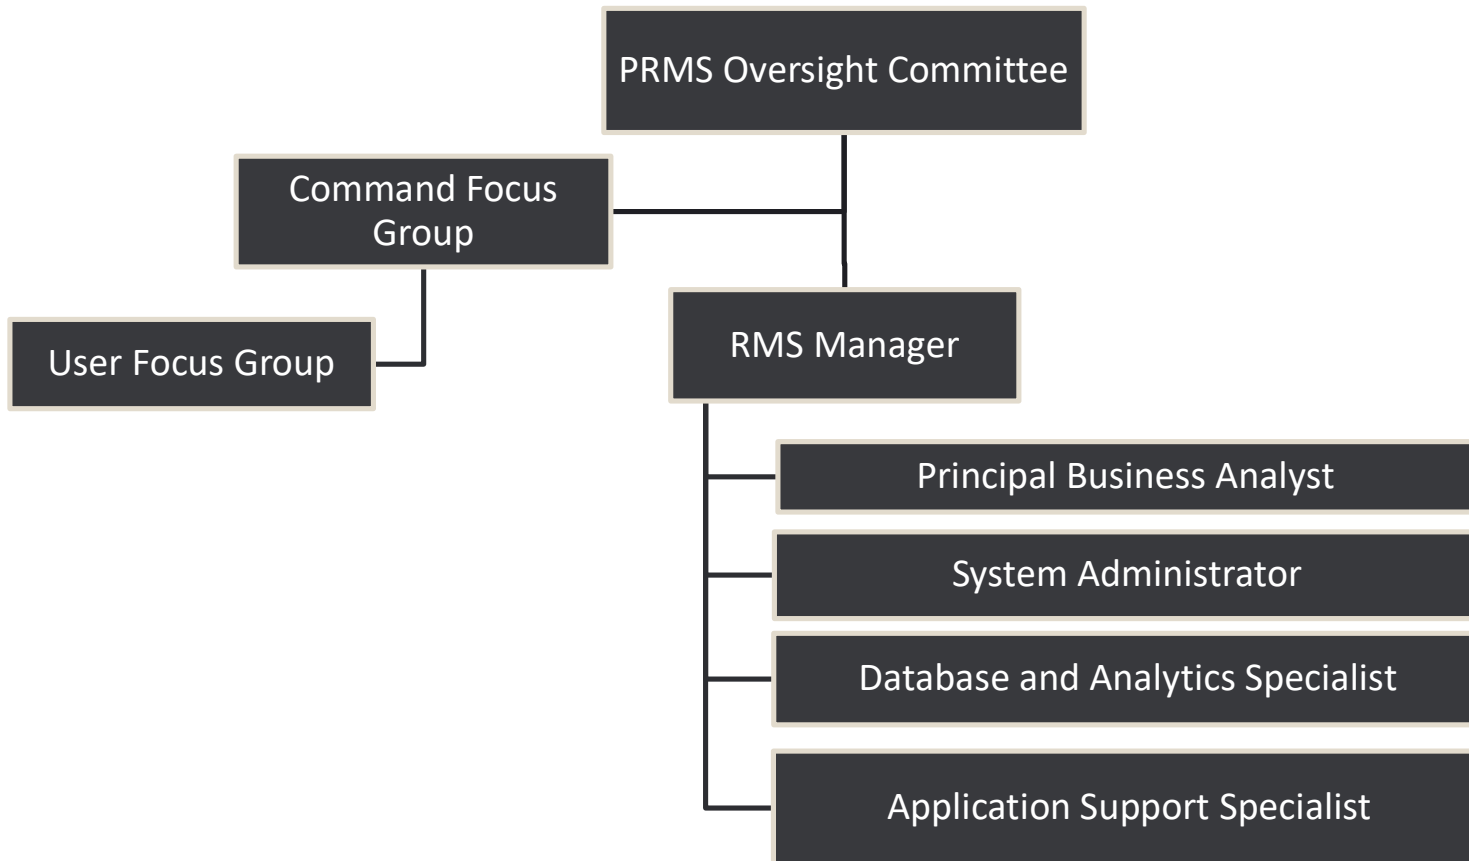 PRMS Oversight Committee
Command Focus
Group
User Focus Group
RMS Manager
Principal Business Analyst
System Administrator
Database and Analytics Specialist
Application Support Specialist